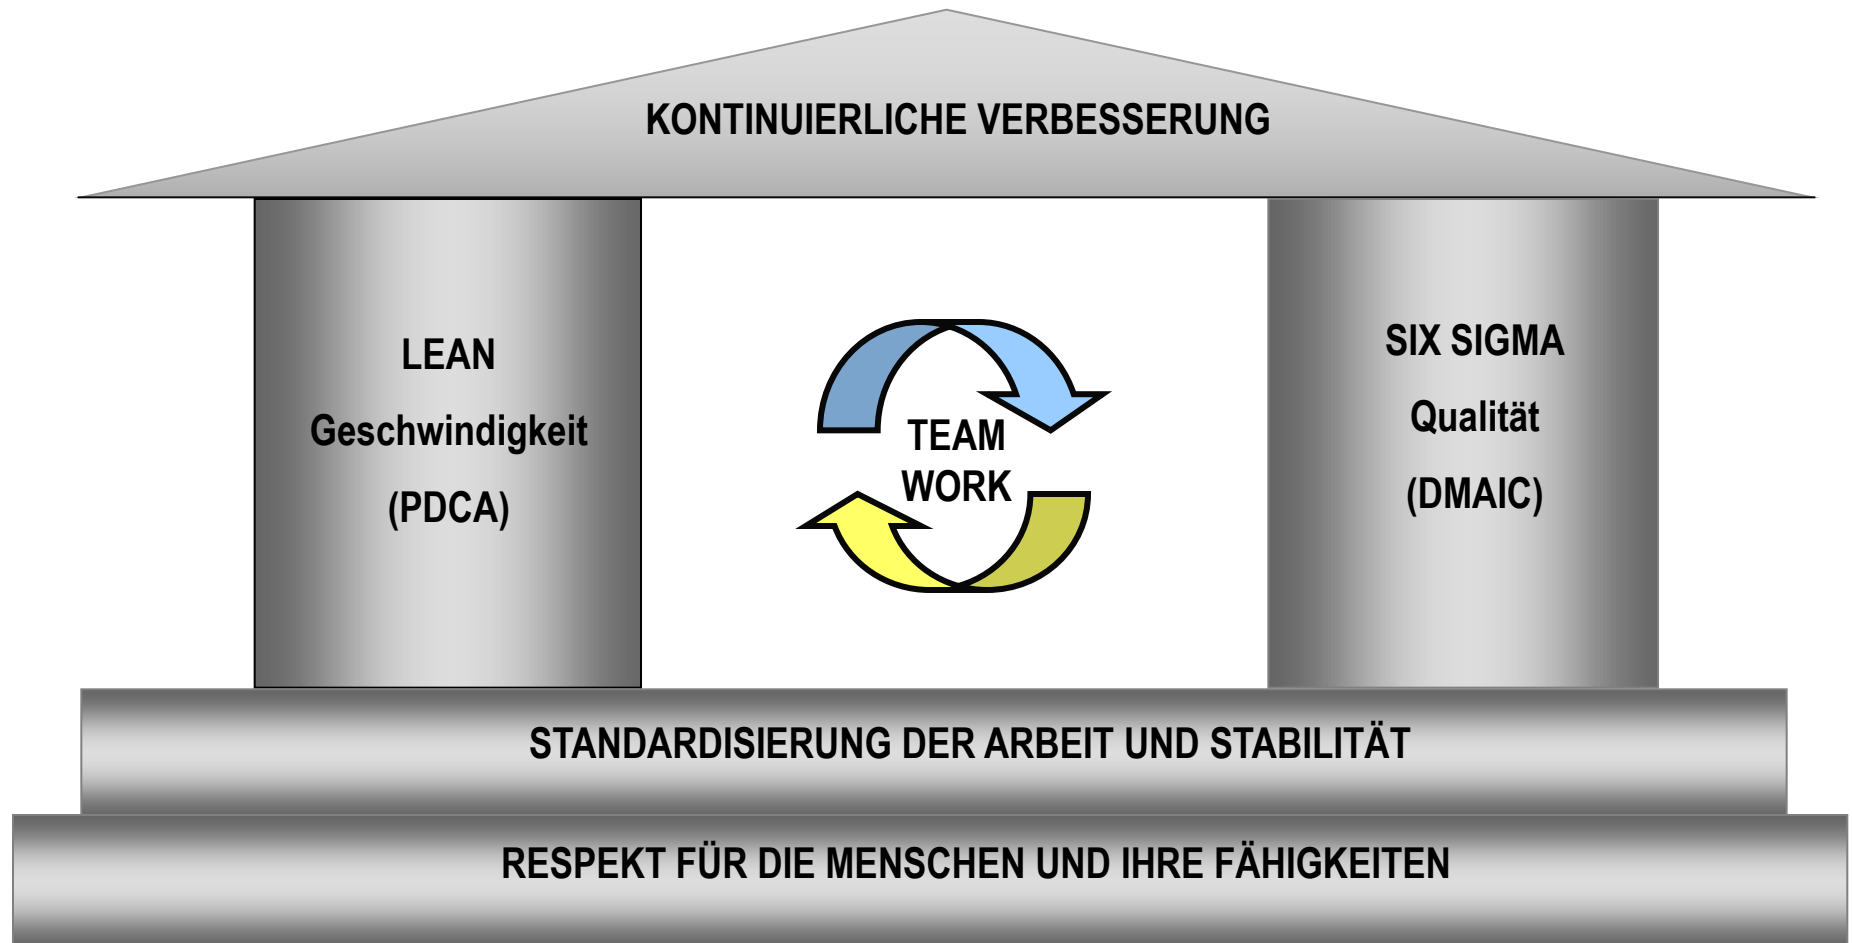 KONTINUIERLICHE VERBESSERUNG
LEAN
Geschwindigkeit
(PDCA)
TEAM
WORK
SIX SIGMA
Qualität
(DMAIC)
STANDARDISIERUNG DER ARBEIT UND STABILITÄT
RESPEKT FÜR DIE MENSCHEN UND IHRE FÄHIGKEITEN